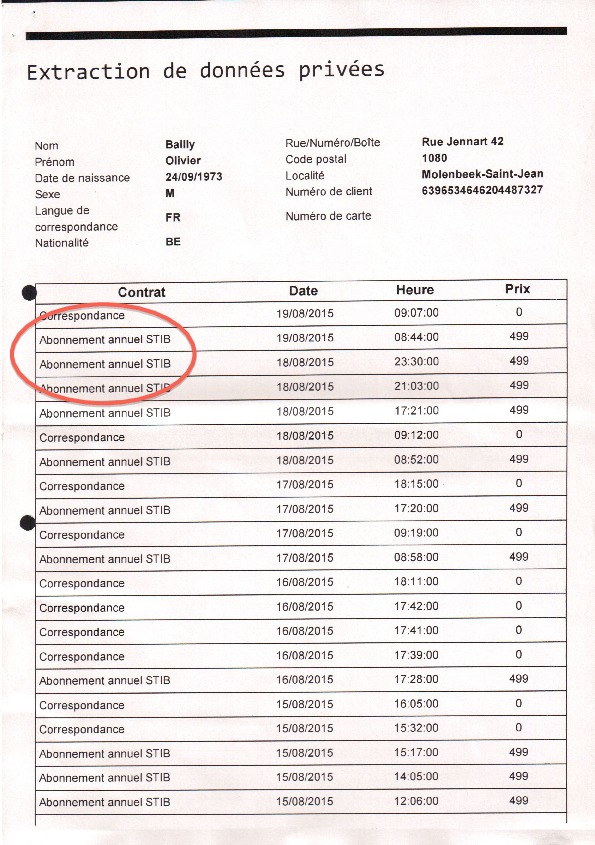 Extraction de données privées
Nom Bailly
Prénom Olivier
Date de naissance 24/09/1973
Sexe M
Langue de correspondance FR
Nationalité BE
Rue/Numéro/Boîte Rue Jennart 42
Code postal 1080
Localité Molenbeek-Saint-Jean
Numéro de client 6396534646204487327
Numéro de carte
Contrat Date Heure Prix
Correspondance 19/08/2015 09:07:00 0
Abonnement annuel STIB 19/08/2015 08:44:00 499
Abonnement annuel STIB 18/08/2015 23:30:00 499
Abonnement annuel STIB 18/08/2015 21:03:00 499
Abonnement annuel STIB 18/08/2015 17:21:00 499
Correspondance 18/08/2015 09:12:00 0
Abonnement annuel STIB 18/08/2015 08:52:00 499
Correspondance 17/08/2015 18:15:00 0
Abonnement annuel STIB 17/08/2015 17:20:00 499
Correspondance 17/08/2015 09:19:00 0
Abonnement annuel STIB 17/08/2015 08:58:00 499
Correspondance 16/08/2015 18:11:00 0
Correspondance 16/08/2015 17:42:00 0
Correspondance 16/08/2015 17:41:00 0
Correspondance 16/08/2015 17:39:00 0
Abonnement annuel STIB 16/08/2015 17:28:00 499
Correspondance 15/08/2015 16:05:00 0
Correspondance 15/08/2015 15:32:00 0
Abonnement annuel STIB 15/08/2015 15:17:00 499
Abonnement annuel STIB 15/08/2015 14:05:00 499
Abonnement annuel STIB 15/08/2015 12:06:00 499